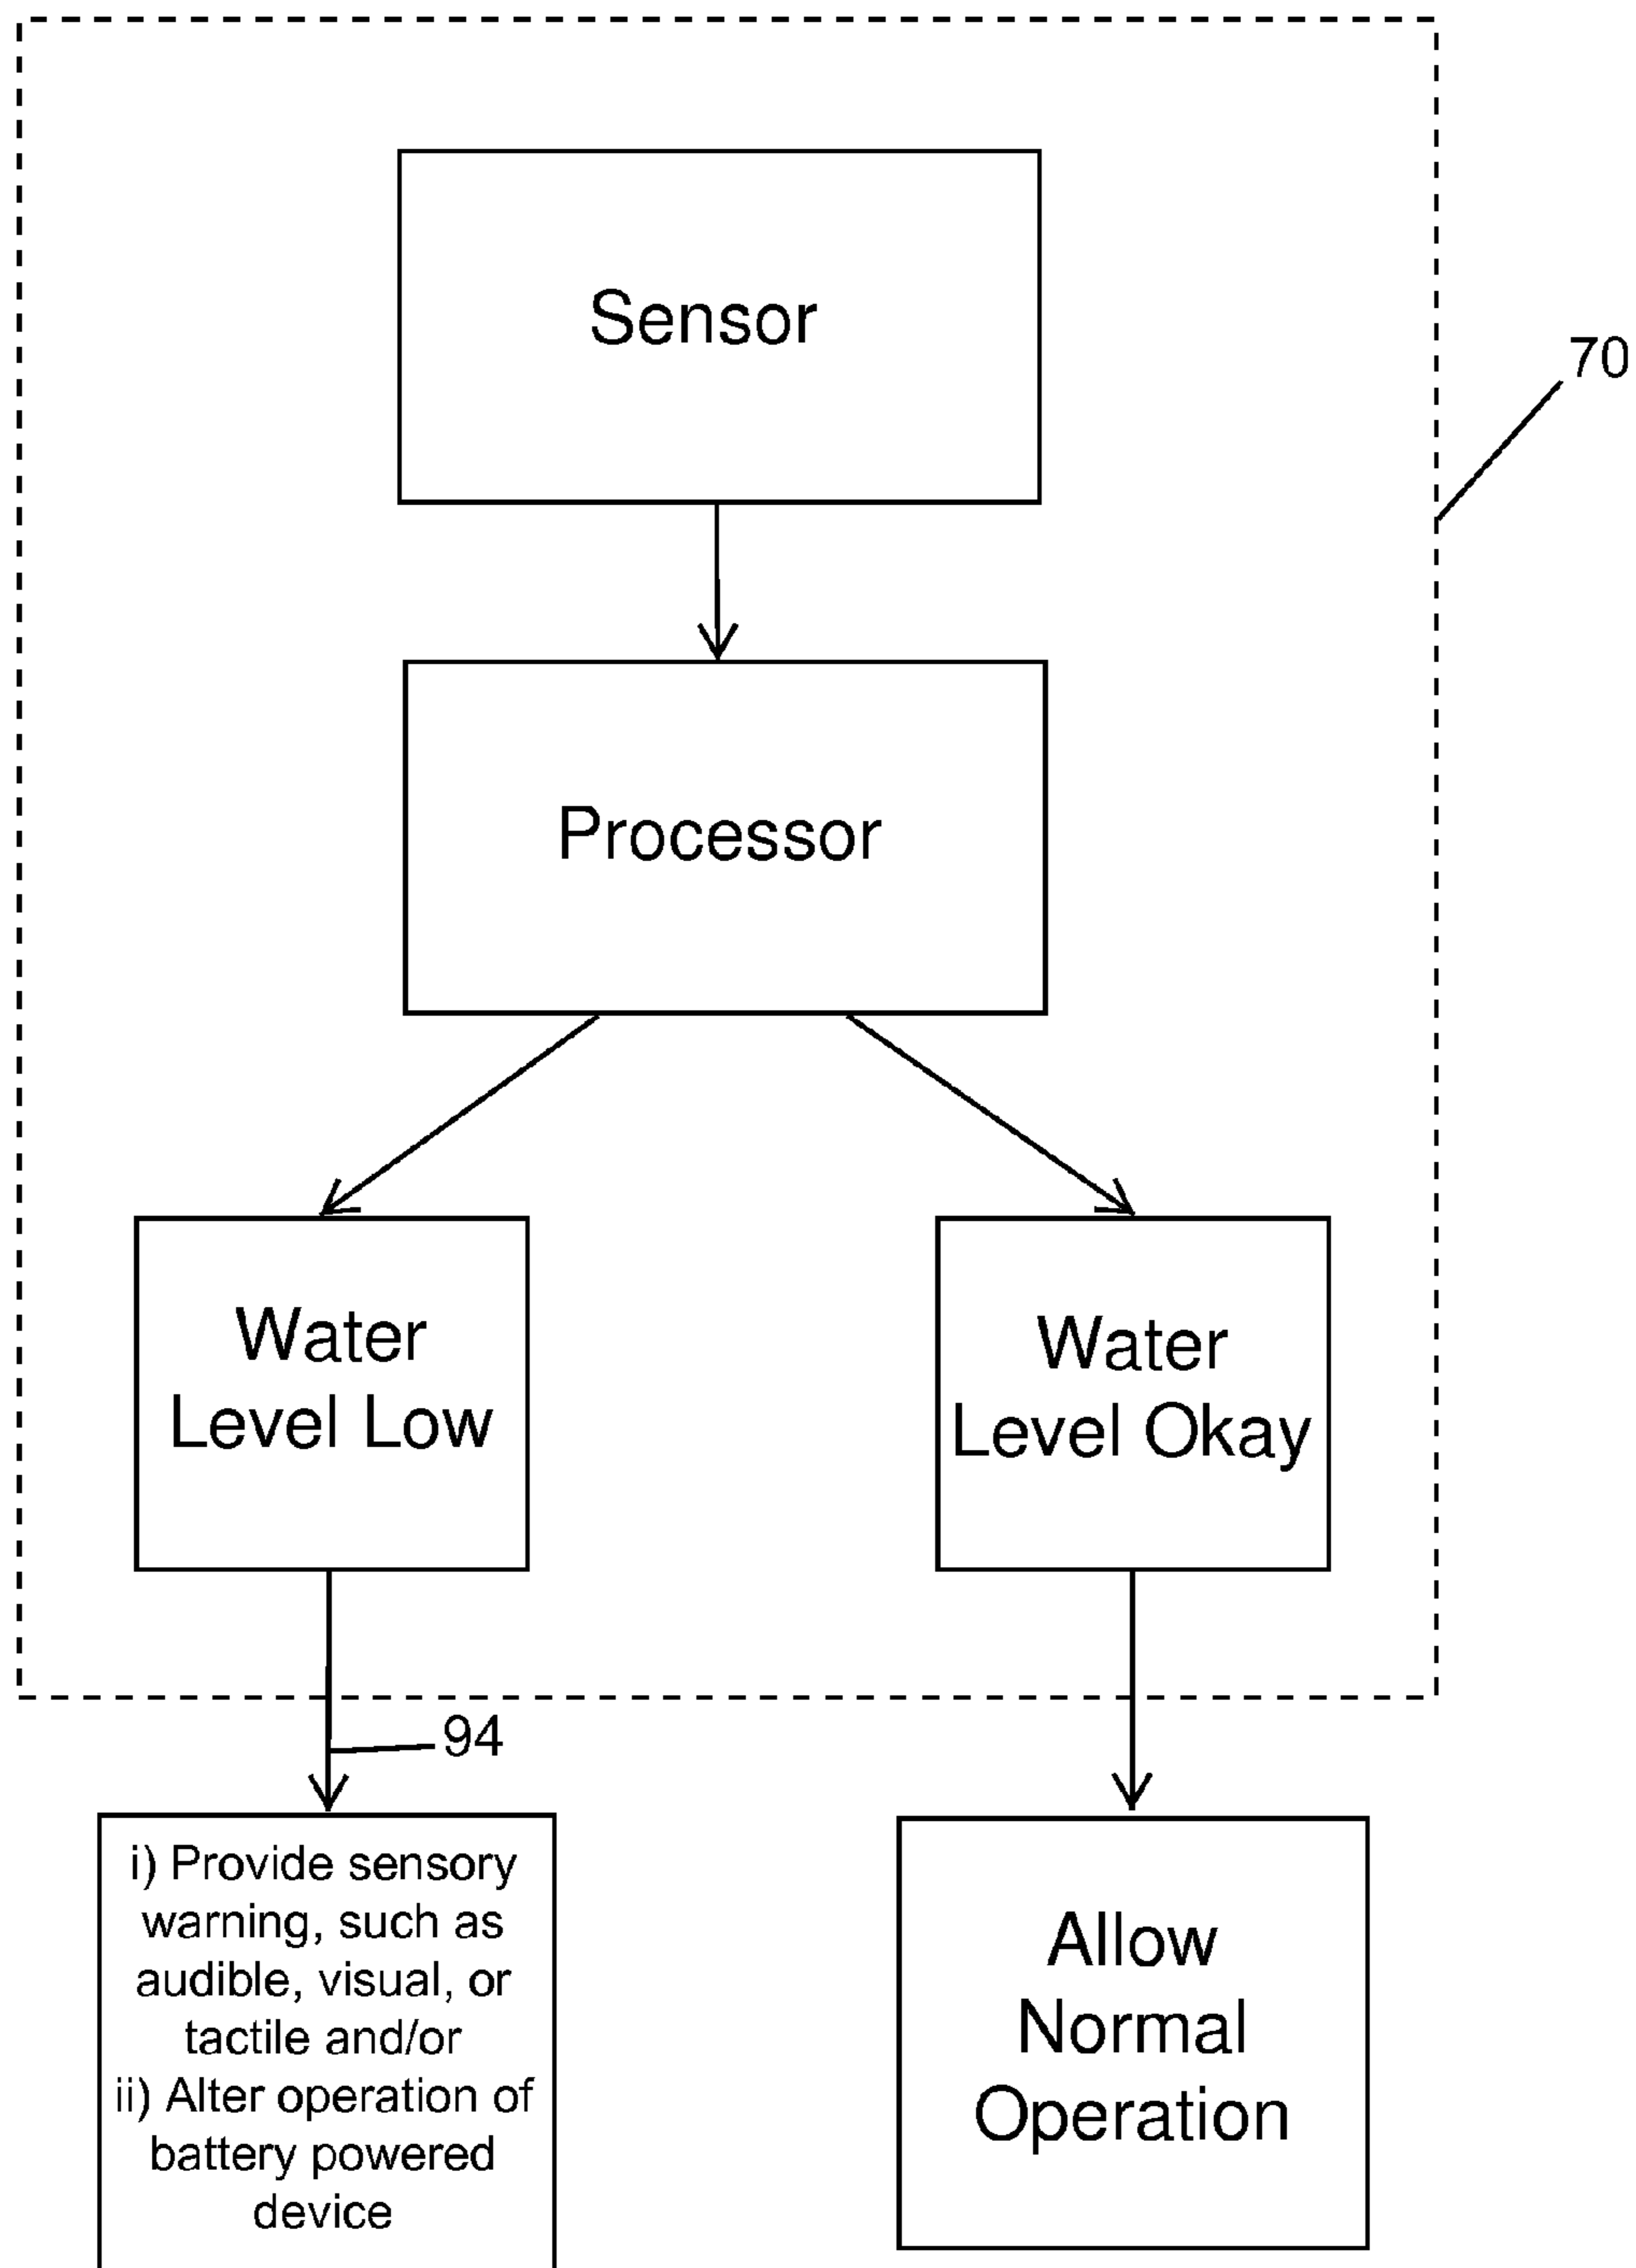 Sensor
70
Processor
Water
Level Low
Water
Level Okay
94
i) Provide sensory
warning, such as
audible, visual, or
tactile and/or
ii) Alter operation of
battery powered
device
Allow
Normal
Operation